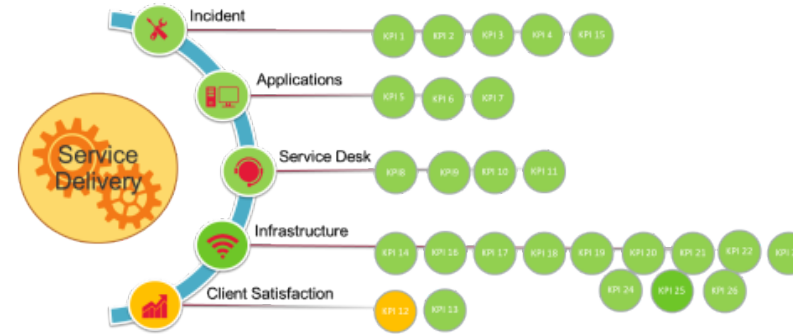 Incident
KPI 1 KPI 2 KPI 3 KPI 4 KPI 15
Applications
KPI 5 KPI 6 KPI 7
Service
Delivery
Service Desk
KPI8 KPI9 KPI 10 KPI 11
Infrastructure
KPI 14 KPI 16 KPI 17 KPI 18 KPI 19 KPI 20 KPI 21 KPI 22 KPI
KPI 24 KPI 25 KPI 26
Client Satisfaction
KPI 12 KPI 13